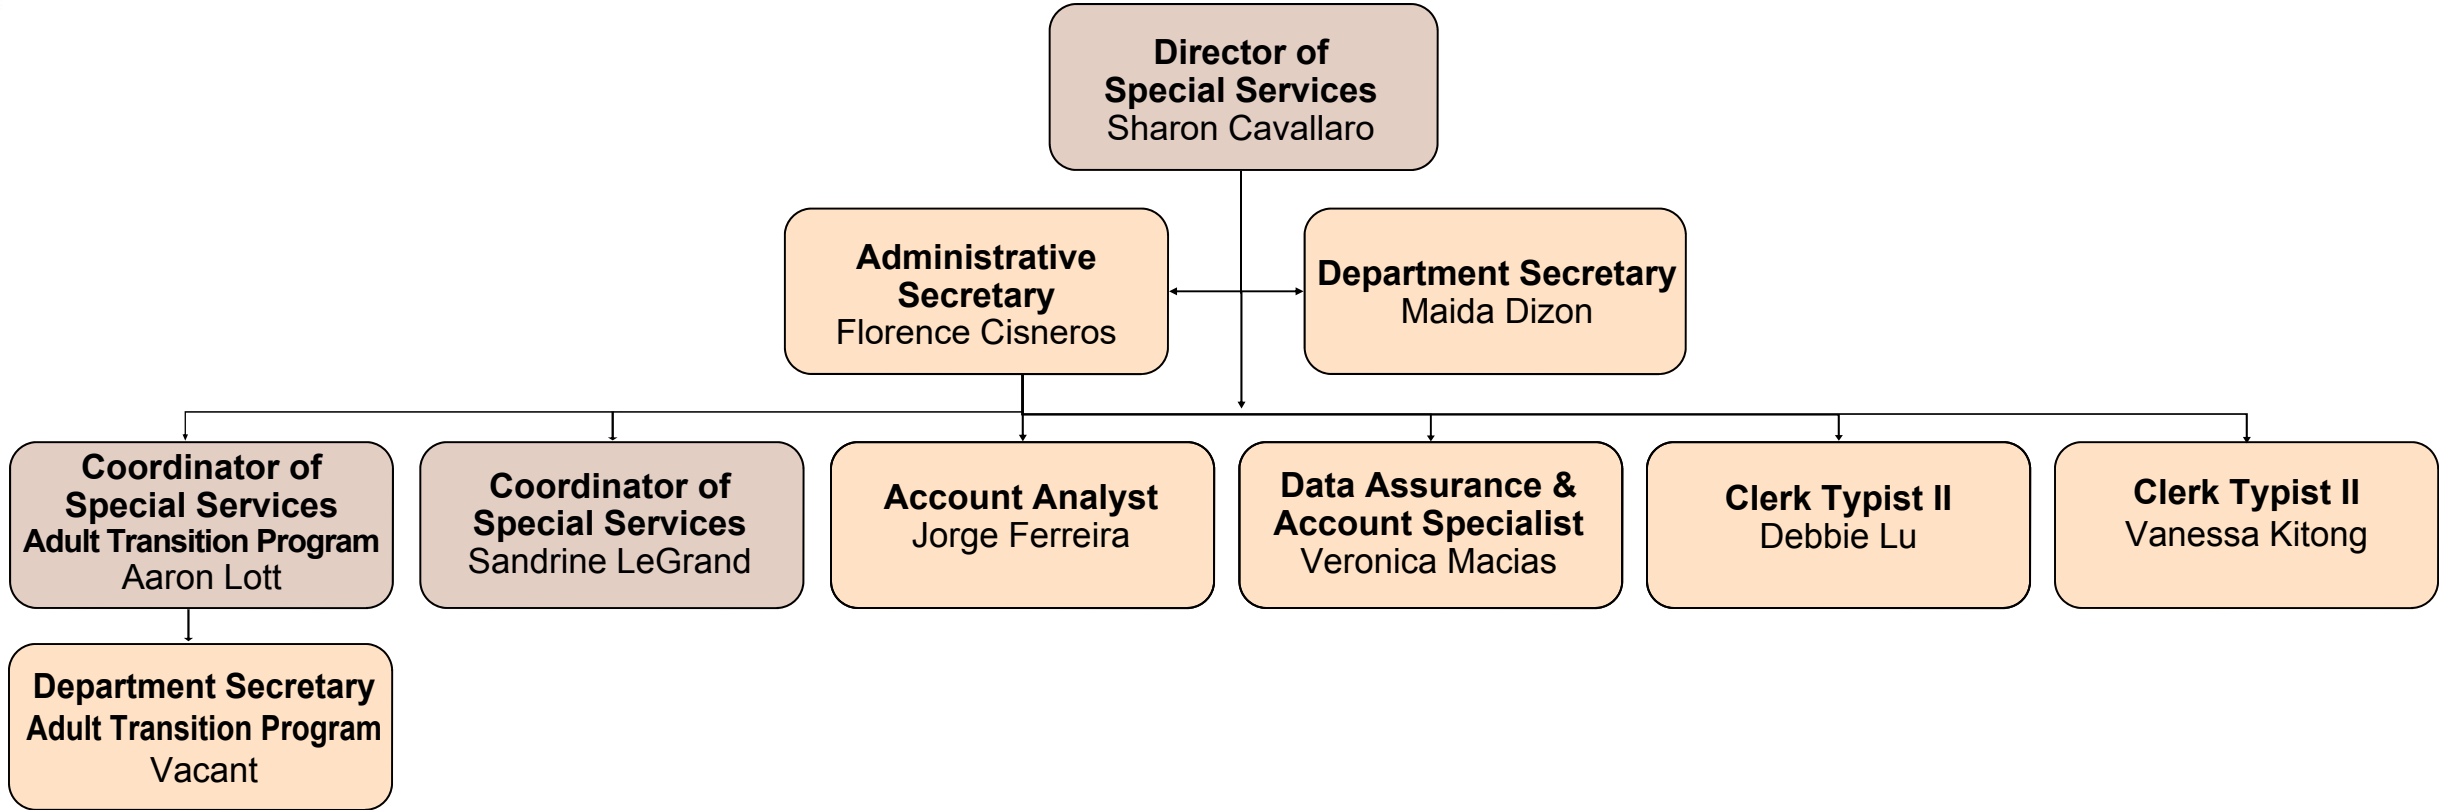 Director of
Special Services
Sharon Cavallaro
Administrative
Secretary
Florence Cisneros
Department Secretary
Maida Dizon
Coordinator of
Special Services
Adult Transition Program
Aaron Lott
Coordinator of
Special Services
Sandrine LeGrand
Account Analyst
Jorge Ferreira
Data Assurance &
Account Specialist
Veronica Macias
Clerk Typist II
Debbie Lu
Clerk Typist II
Vanessa Kitong
Department Secretary
Adult Transition Program
Vacant